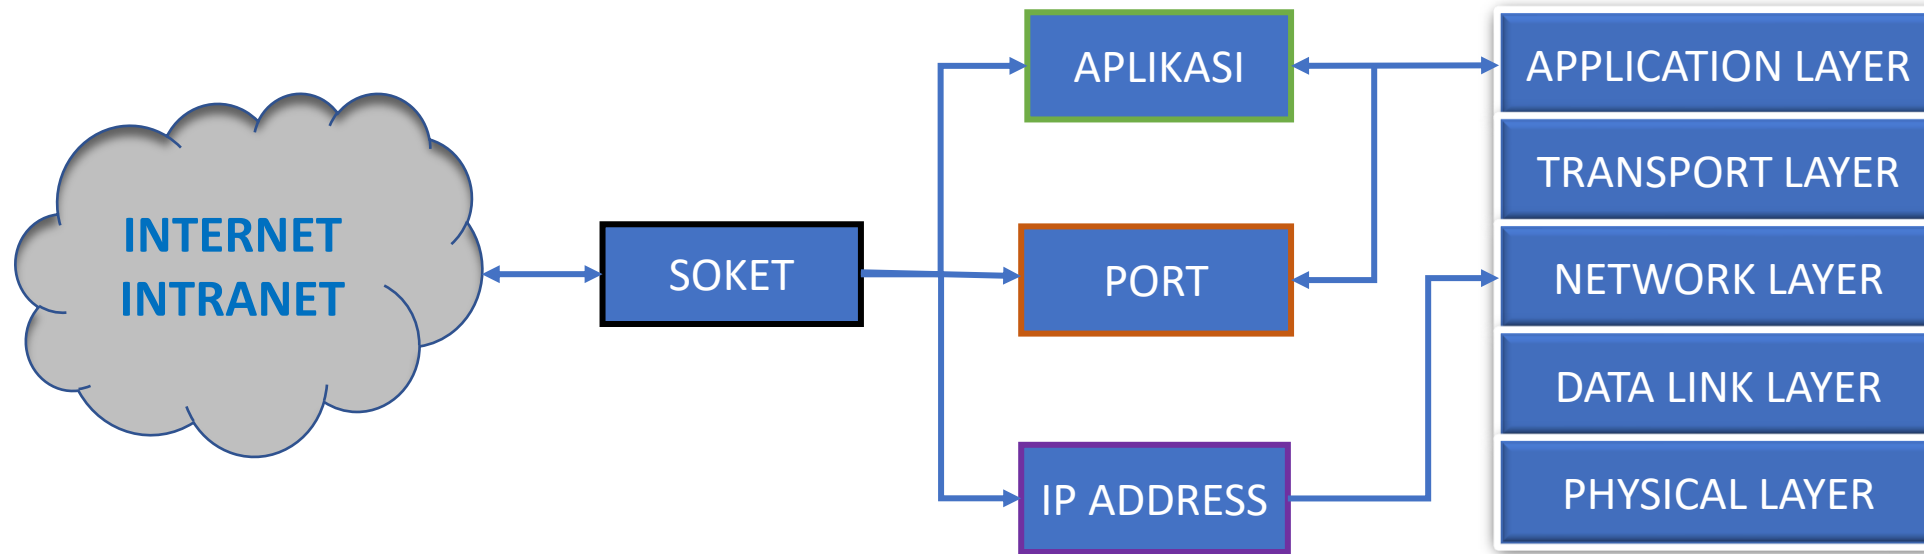 INTERNET
INTRANET
SOKET
APLIKASI
PORT
IP ADDRESS
APPLICATION LAYER
TRANSPORT LAYER
NETWORK LAYER
DATA LINK LAYER
PHYSICAL LAYER